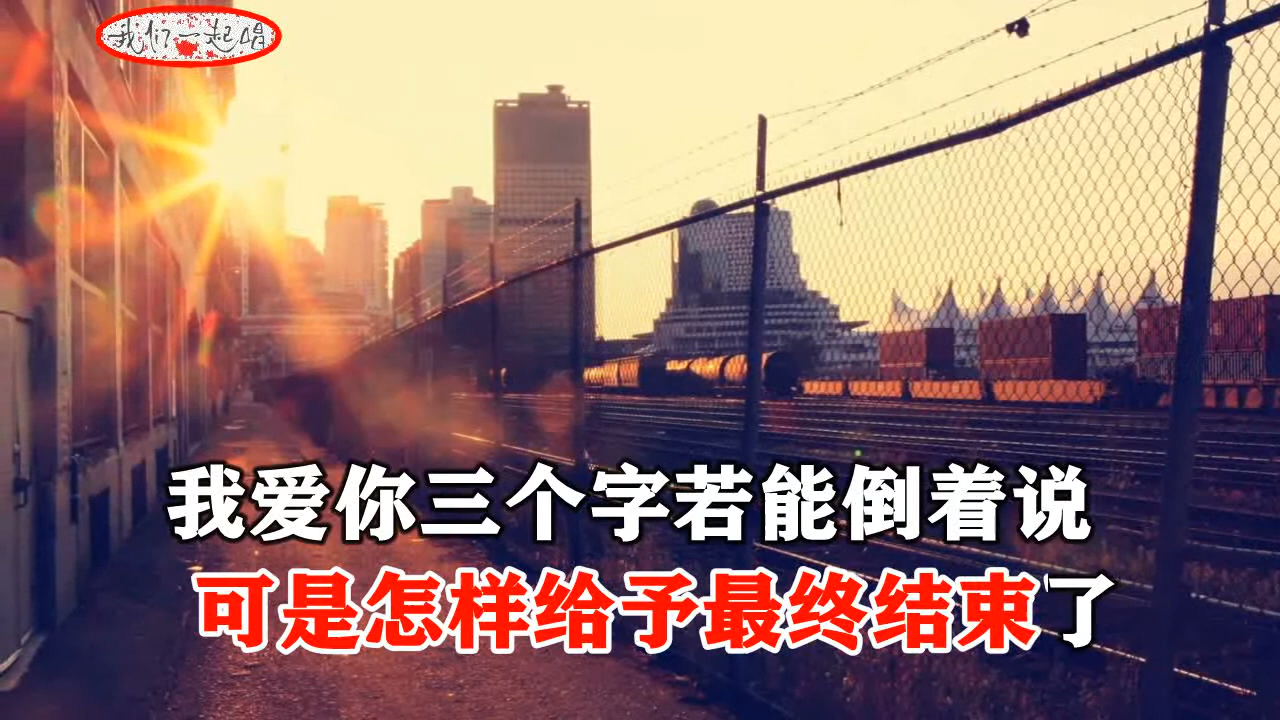 我们一起唱
我爱你三个字若能倒着说
可是怎样给予最终结束了